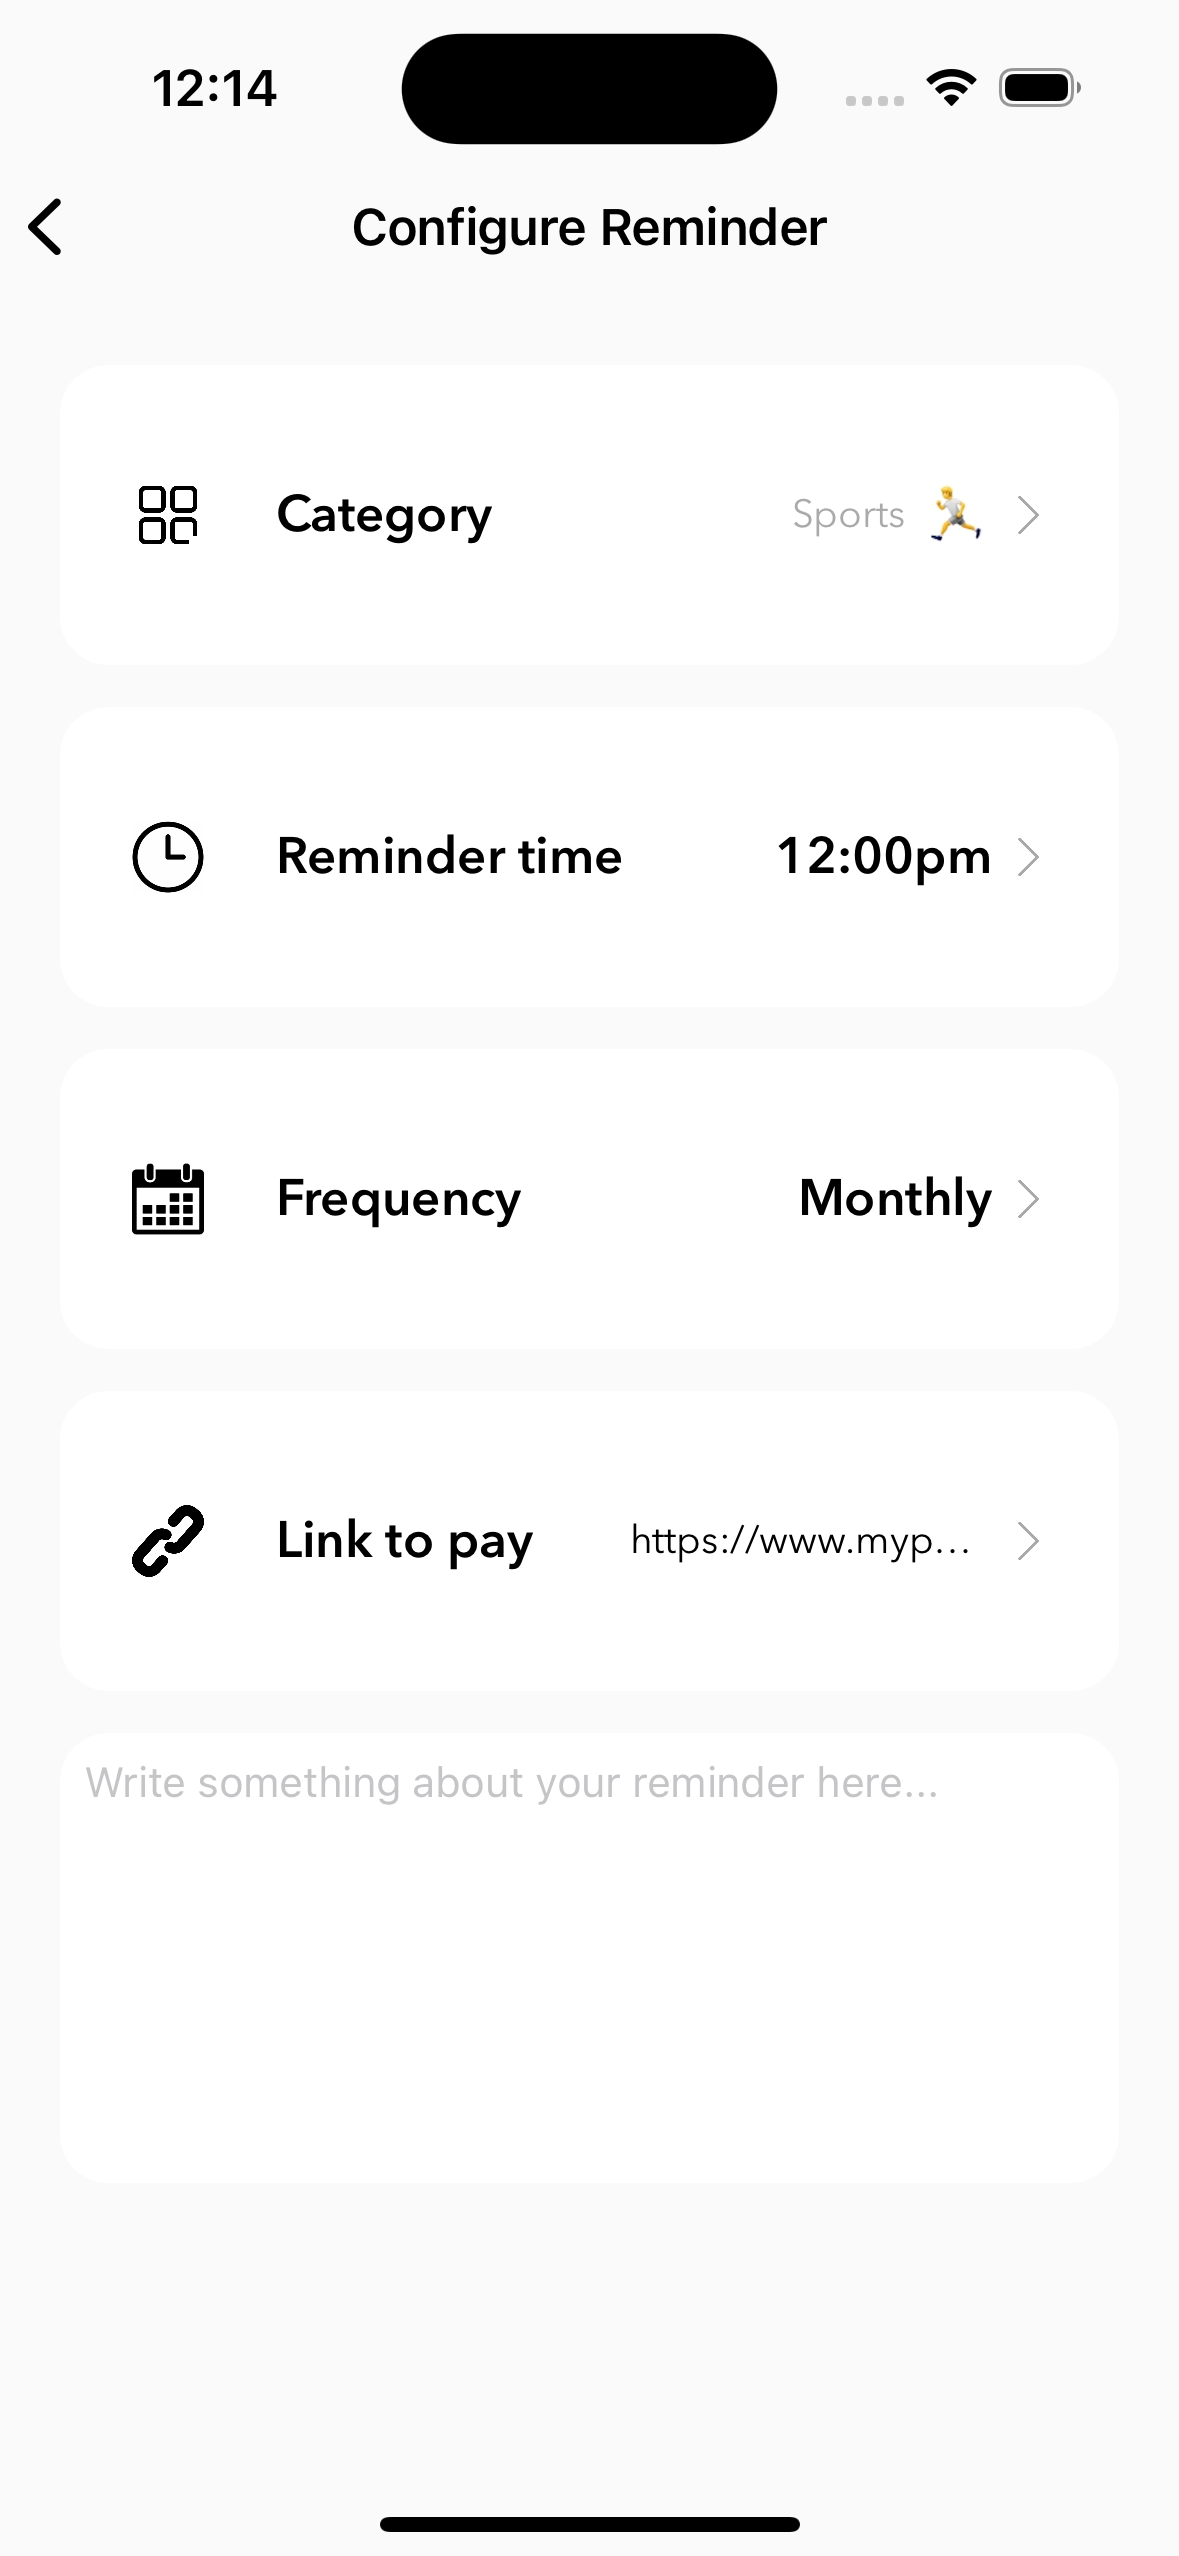 12:14
Configure Reminder
Category Sports
Reminder time 12:00pm
Frequency Monthly
Link to pay https://www.myp...
Write something about your reminder here...